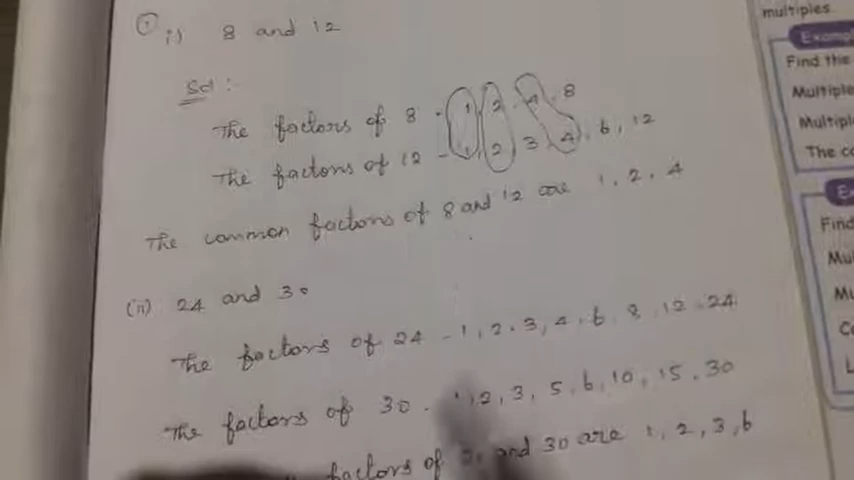 ① i) 8 and 12
Sol :
The factors of 8 - 1, 2, 4, 8
The factors of 12 - 1, 2, 3, 4, 6, 12
The common factors of 8 and 12 are 1, 2, 4
(ii) 24 and 30
The factors of 24 - 1, 2, 3, 4, 6, 8, 12, 24
The factors of 30 - 1, 2, 3, 5, 6, 10, 15, 30
factors of and 30 are 1, 2, 3, 6
multiples.
Find the
The
Find